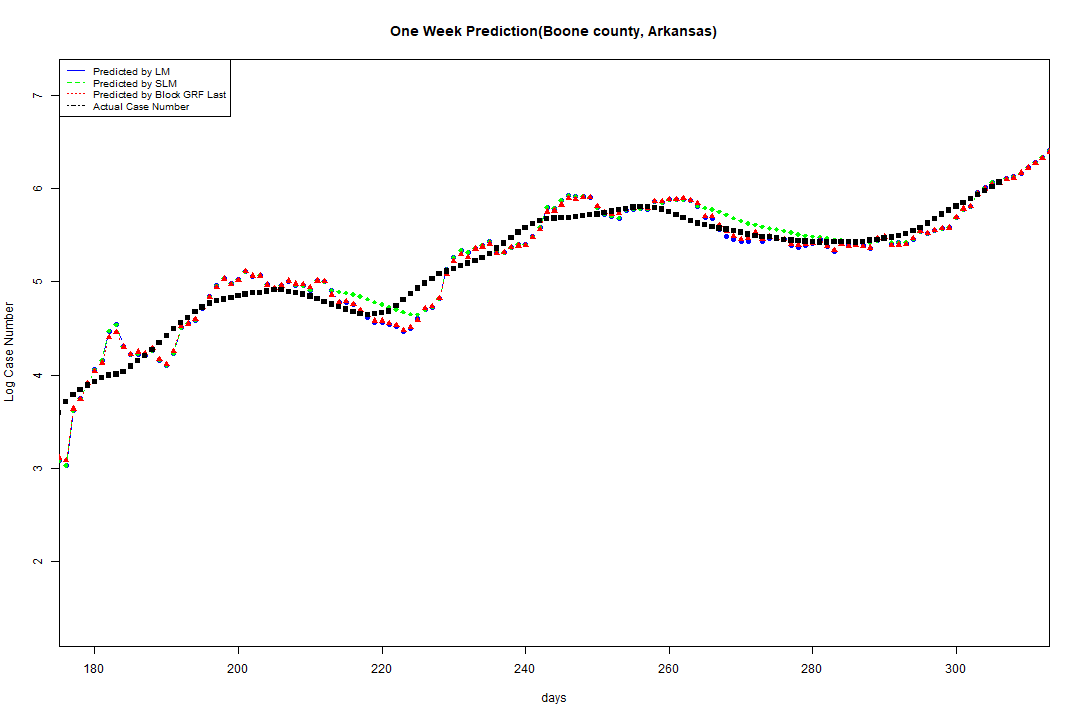 One Week Prediction(Boone county, Arkansas)
Predicted by LM
Predicted by SLM
Predicted by Block GRF Last
Actual Case Number
7
6
5
4
3
2
Log Case Number
180 200 220 240 260 280 300
days